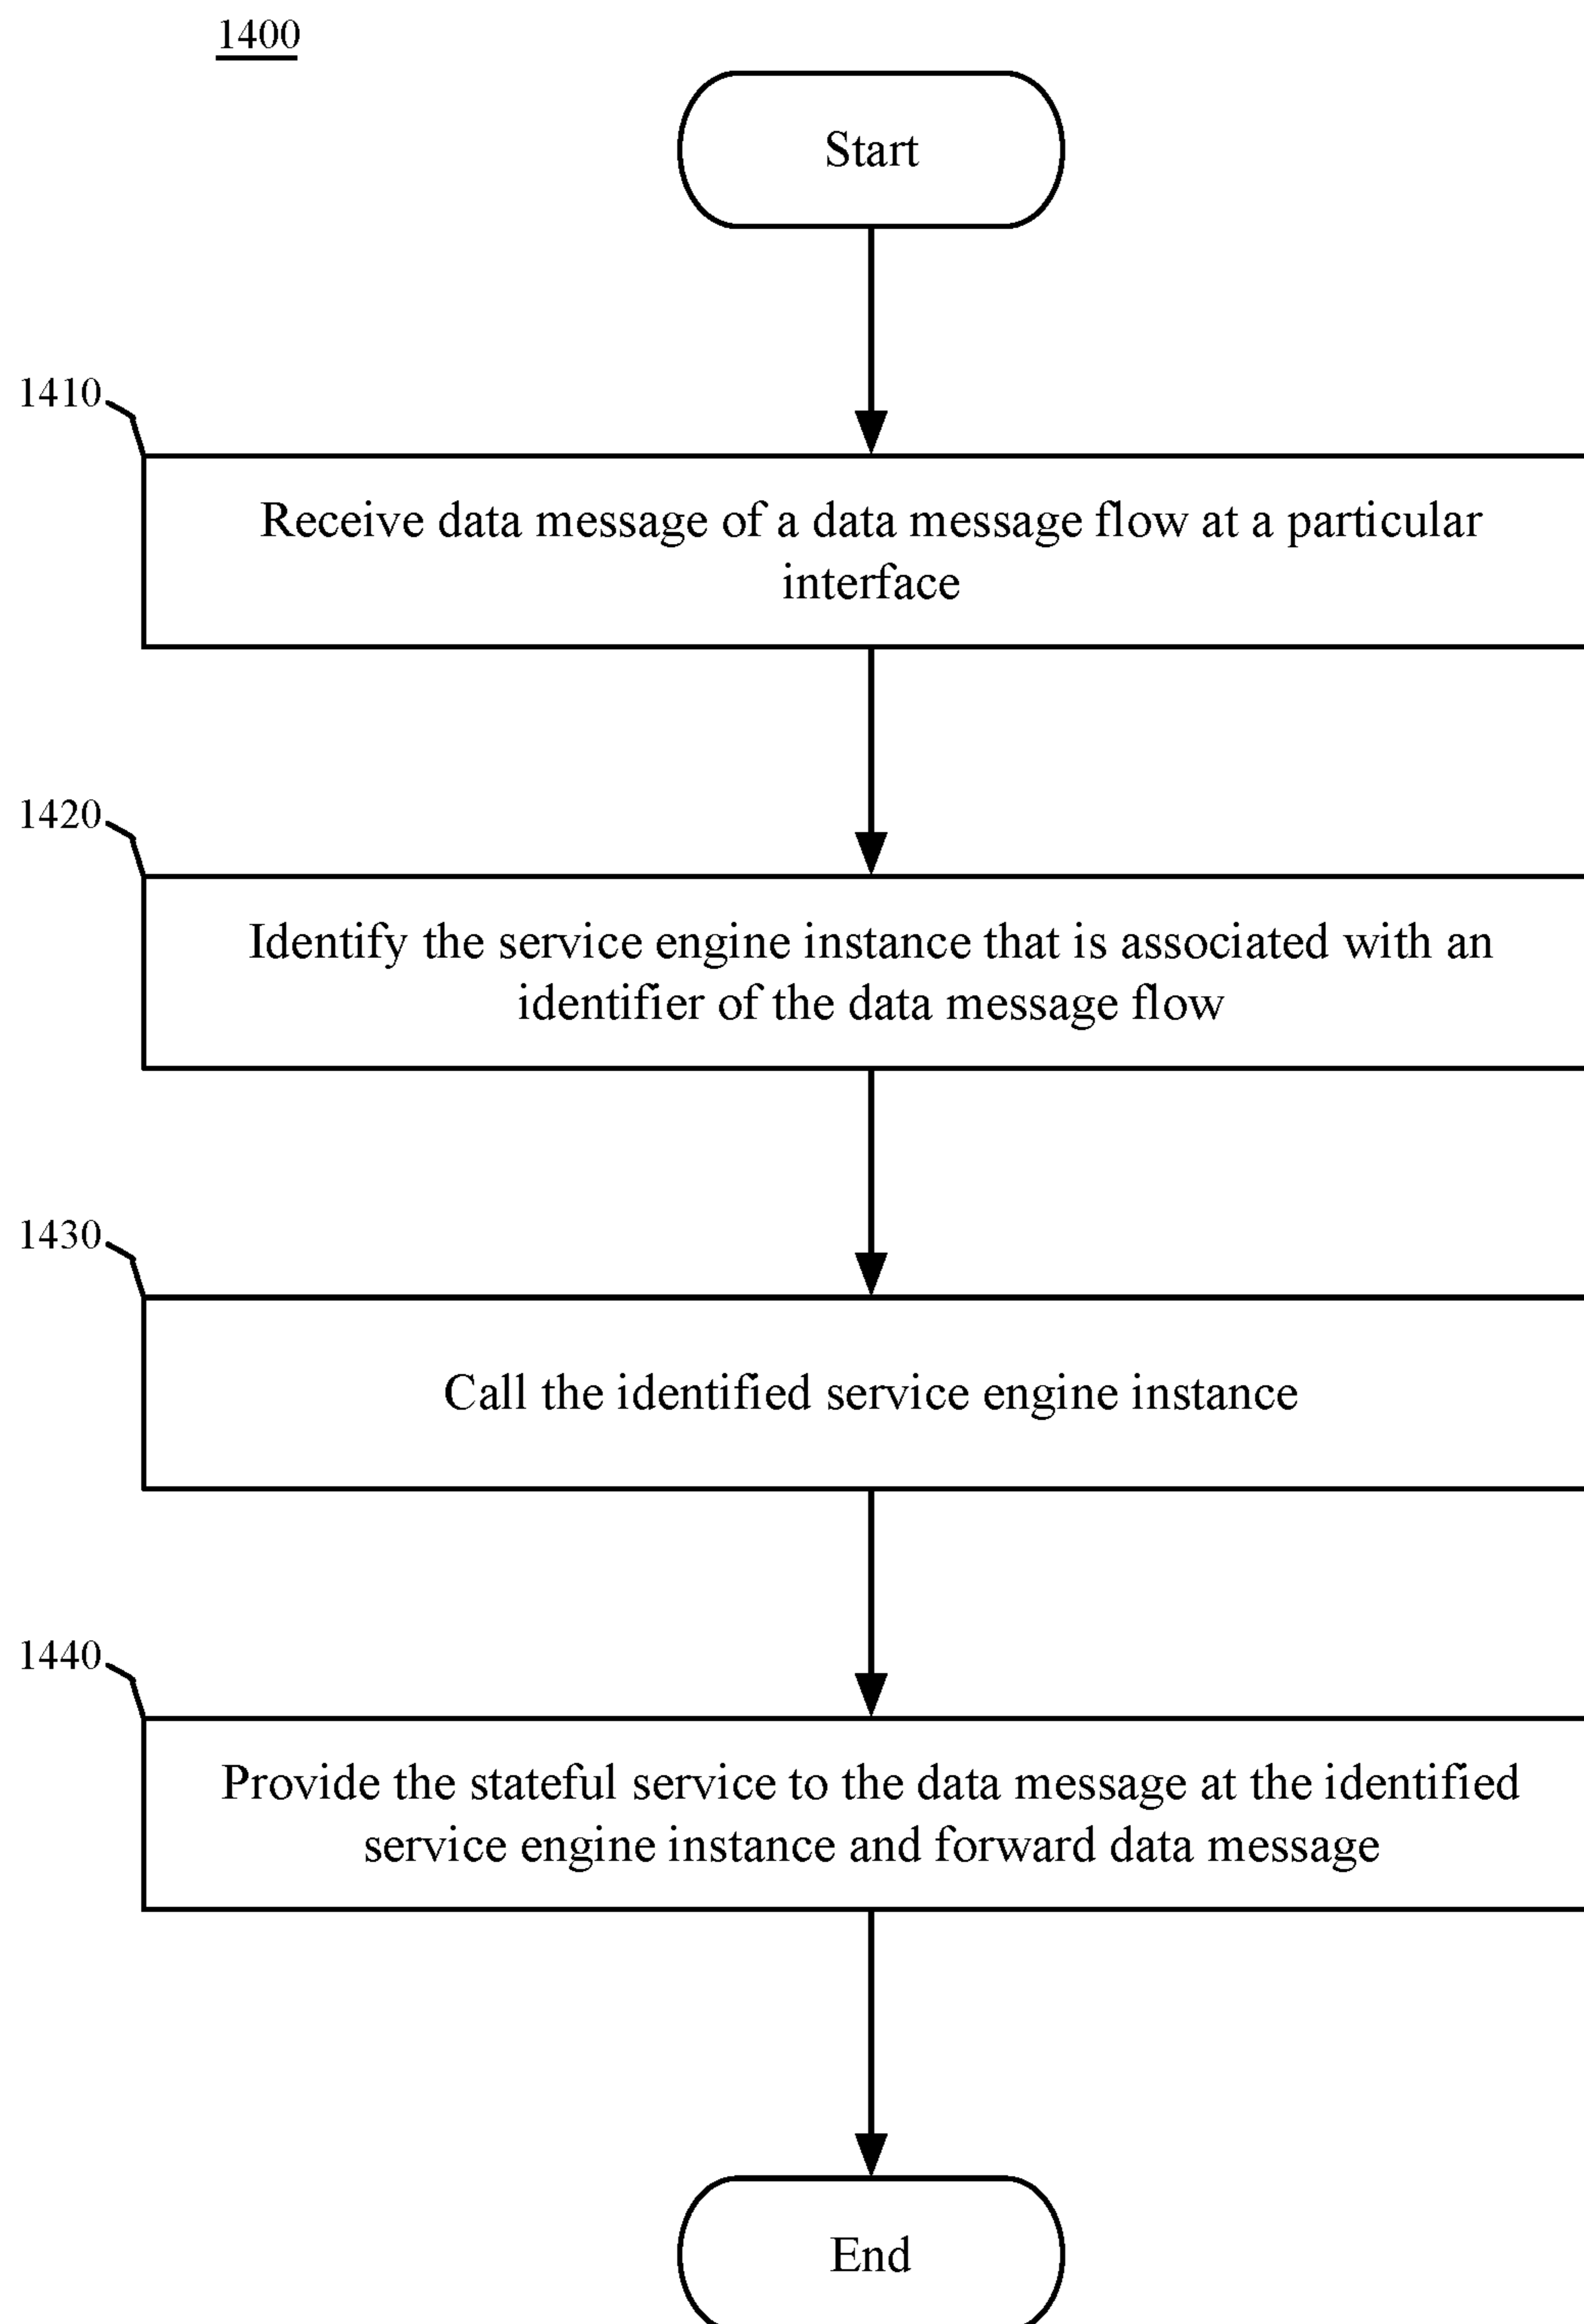 1400
Start
1410
Receive data message of a data message flow at a particular
interface
1420
Identify the service engine instance that is associated with an
identifier of the data message flow
1430
Call the identified service engine instance
1440
Provide the stateful service to the data message at the identified
service engine instance and forward data message
End